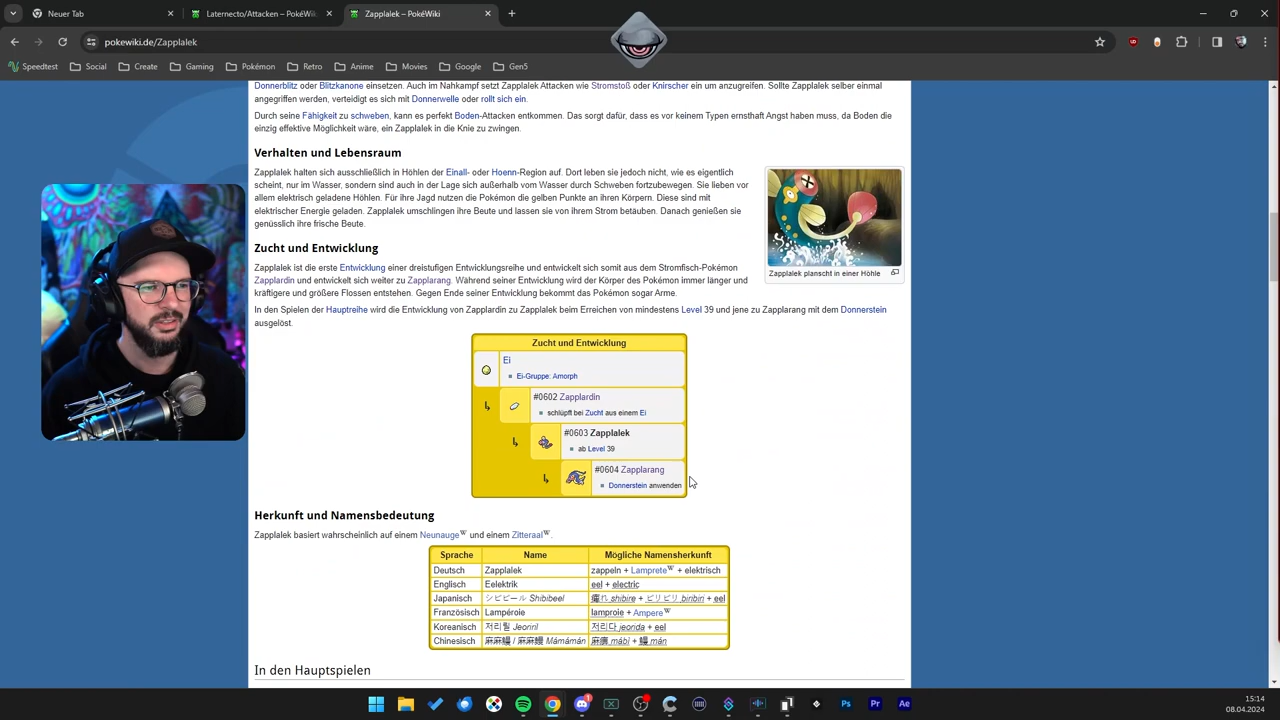 Neuer Tab
Laternecto/Attacken – PokéWiki
Zapplalek – PokéWiki
pokewiki.de/Zapplalek
Speedtest Social Create Gaming Pokémon Retro Anime Movies Google Gen5
Donnerblitz oder Blitzkanone einsetzen. Auch im Nahkampf setzt Zapplalek Attacken wie Stromstoß oder Knirscher ein um anzugreifen. Sollte Zapplalek selber einmal
angegriffen werden, verteidigt es sich mit Donnerwelle oder rollt sich ein.
Durch seine Fähigkeit zu schweben, kann es perfekt Boden-Attacken entkommen. Das sorgt dafür, dass es vor keinem Typen ernsthaft Angst haben muss, da Boden die
einzig effektive Möglichkeit wäre, ein Zapplalek in die Knie zu zwingen.
Verhalten und Lebensraum
Zapplalek halten sich ausschließlich in Höhlen der Einall- oder Hoenn-Region auf. Dort leben sie jedoch nicht, wie es eigentlich
scheint, nur im Wasser, sondern sind auch in der Lage sich außerhalb vom Wasser durch Schweben fortzubewegen. Sie lieben vor
allem elektrisch geladene Höhlen. Für ihre Jagd nutzen die Pokémon die gelben Punkte an ihren Körpern. Diese sind mit
elektrischer Energie geladen. Zapplalek umschlingen ihre Beute und lassen sie von ihrem Strom betäuben. Danach genießen sie
genüsslich ihre frische Beute.
Zapplalek planscht in einer Höhle
Zucht und Entwicklung
Zapplalek ist die erste Entwicklung einer dreistufigen Entwicklungsreihe und entwickelt sich somit aus dem Stromfisch-Pokémon
Zapplardin und entwickelt sich weiter zu Zapplarang. Während seiner Entwicklung wird der Körper des Pokémon immer länger und
kräftigere und größere Flossen entstehen. Gegen Ende seiner Entwicklung bekommt das Pokémon sogar Arme.
In den Spielen der Hauptreihe wird die Entwicklung von Zapplardin zu Zapplalek beim Erreichen von mindestens Level 39 und jene zu Zapplarang mit dem Donnerstein
ausgelöst.
Zucht und Entwicklung
Ei
Ei-Gruppe: Amorph
#0602 Zapplardin
schlüpft bei Zucht aus einem Ei
#0603 Zapplalek
ab Level 39
#0604 Zapplarang
Donnerstein anwenden
Herkunft und Namensbedeutung
Zapplalek basiert wahrscheinlich auf einem Neunauge W und einem Zitteraal W.
Sprache Name Mögliche Namensherkunft
Deutsch Zapplalek zappeln + Lamprete W + elektrisch
Englisch Eelektrik eel + electric
Japanisch シビビール Shibibeel 痺れ shibire + ビリビリ biribiri + eel
Französisch Lampéroie lamproie + Ampere W
Koreanisch 저리릴 Jeoriril 저리다 jeorida + eel
Chinesisch 麻麻鰻 / 麻麻鳗 Mámámán 麻痹 mábì + 鰻 mán
In den Hauptspielen
15:14
08.04.2024